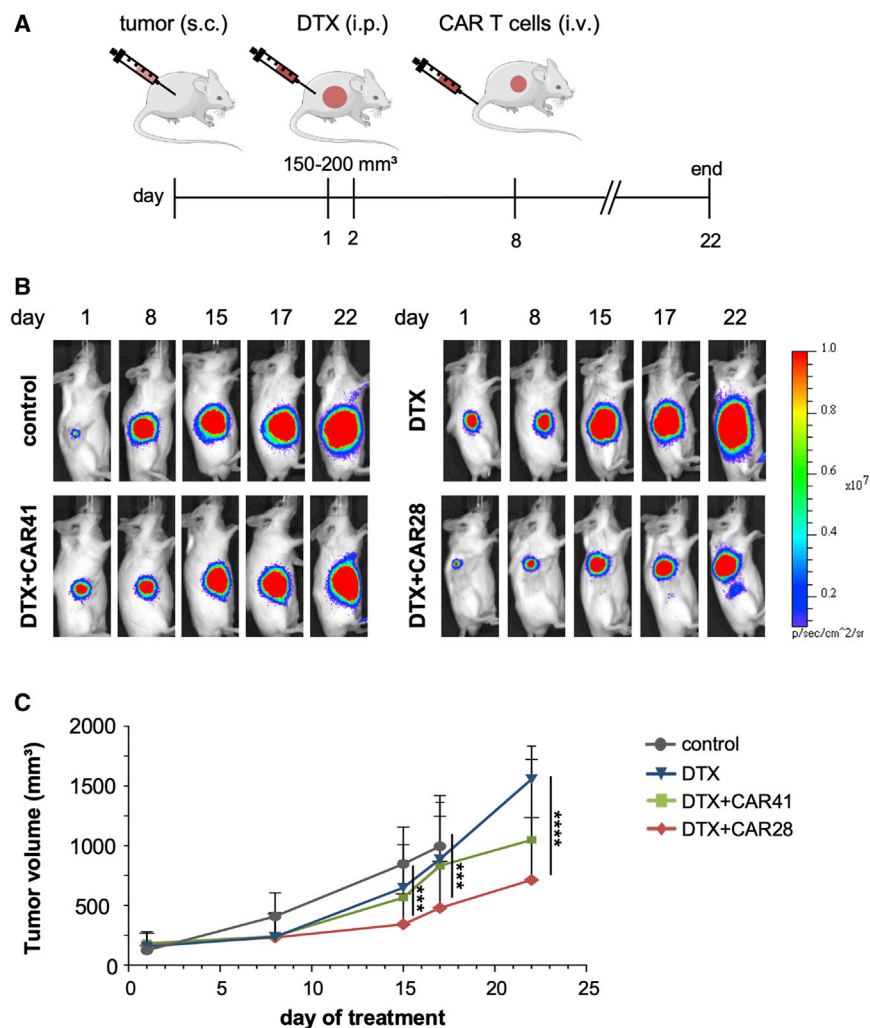 A
tumor (s.c.) DTX (i.p.) CAR T cells (i.v.)
150-200 mm³ end
day
1 2 8 22
B
day 1 8 15 17 22 day 1 8 15 17 22
control DTX
DTX+CAR41 DTX+CAR28
1.0
0.8
x10⁷
0.6
0.4
0.2
p/sec/cm^2/sr
C
Tumor volume (mm³)
2000
1500
1000
500
0
0 5 10 15 20 25
day of treatment
***
***
****
control
DTX
DTX+CAR41
DTX+CAR28